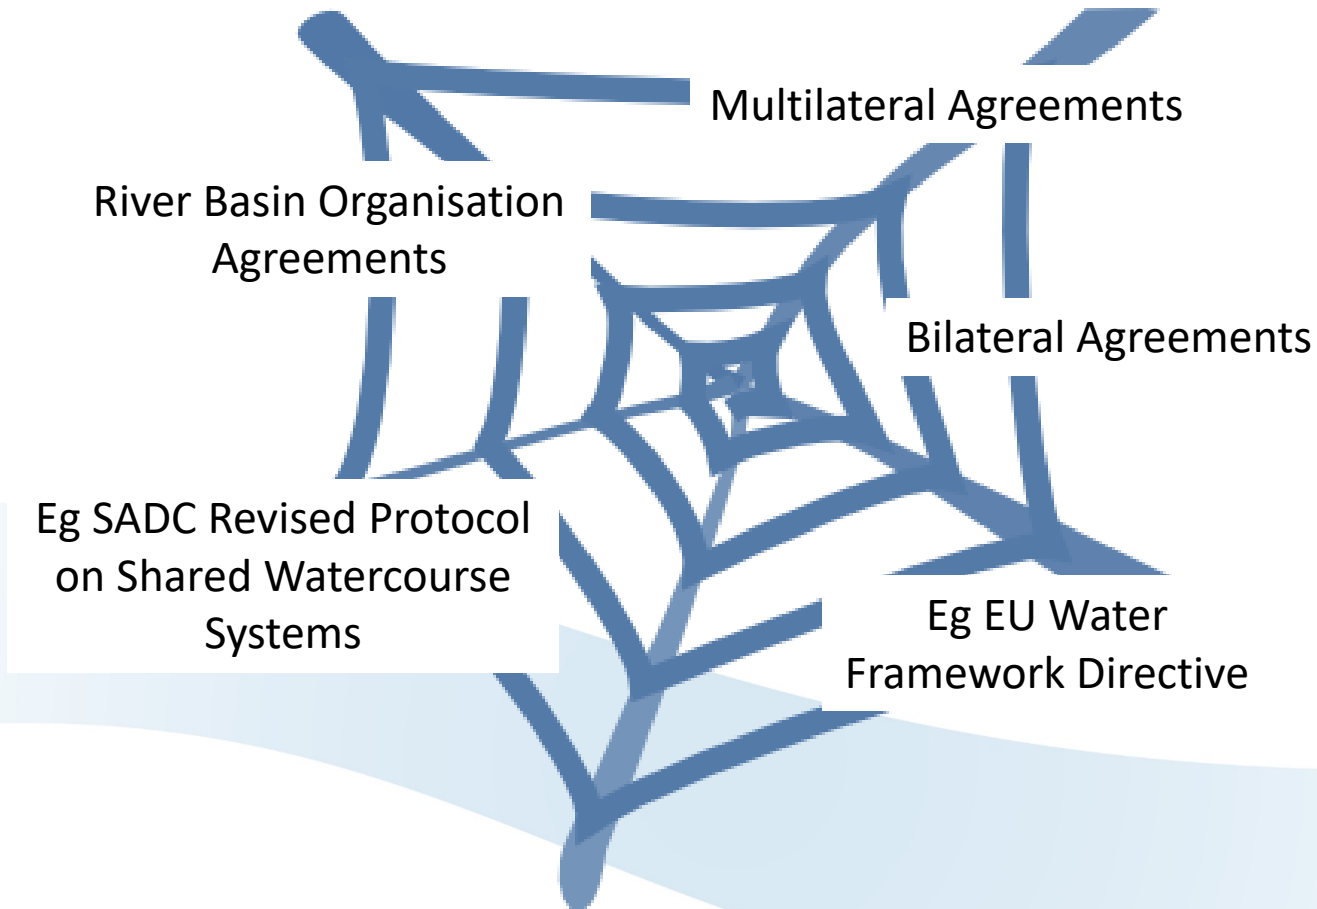 Multilateral Agreements
River Basin Organisation
Agreements
Bilateral Agreements
Eg SADC Revised Protocol
on Shared Watercourse
Systems
Eg EU Water
Framework Directive